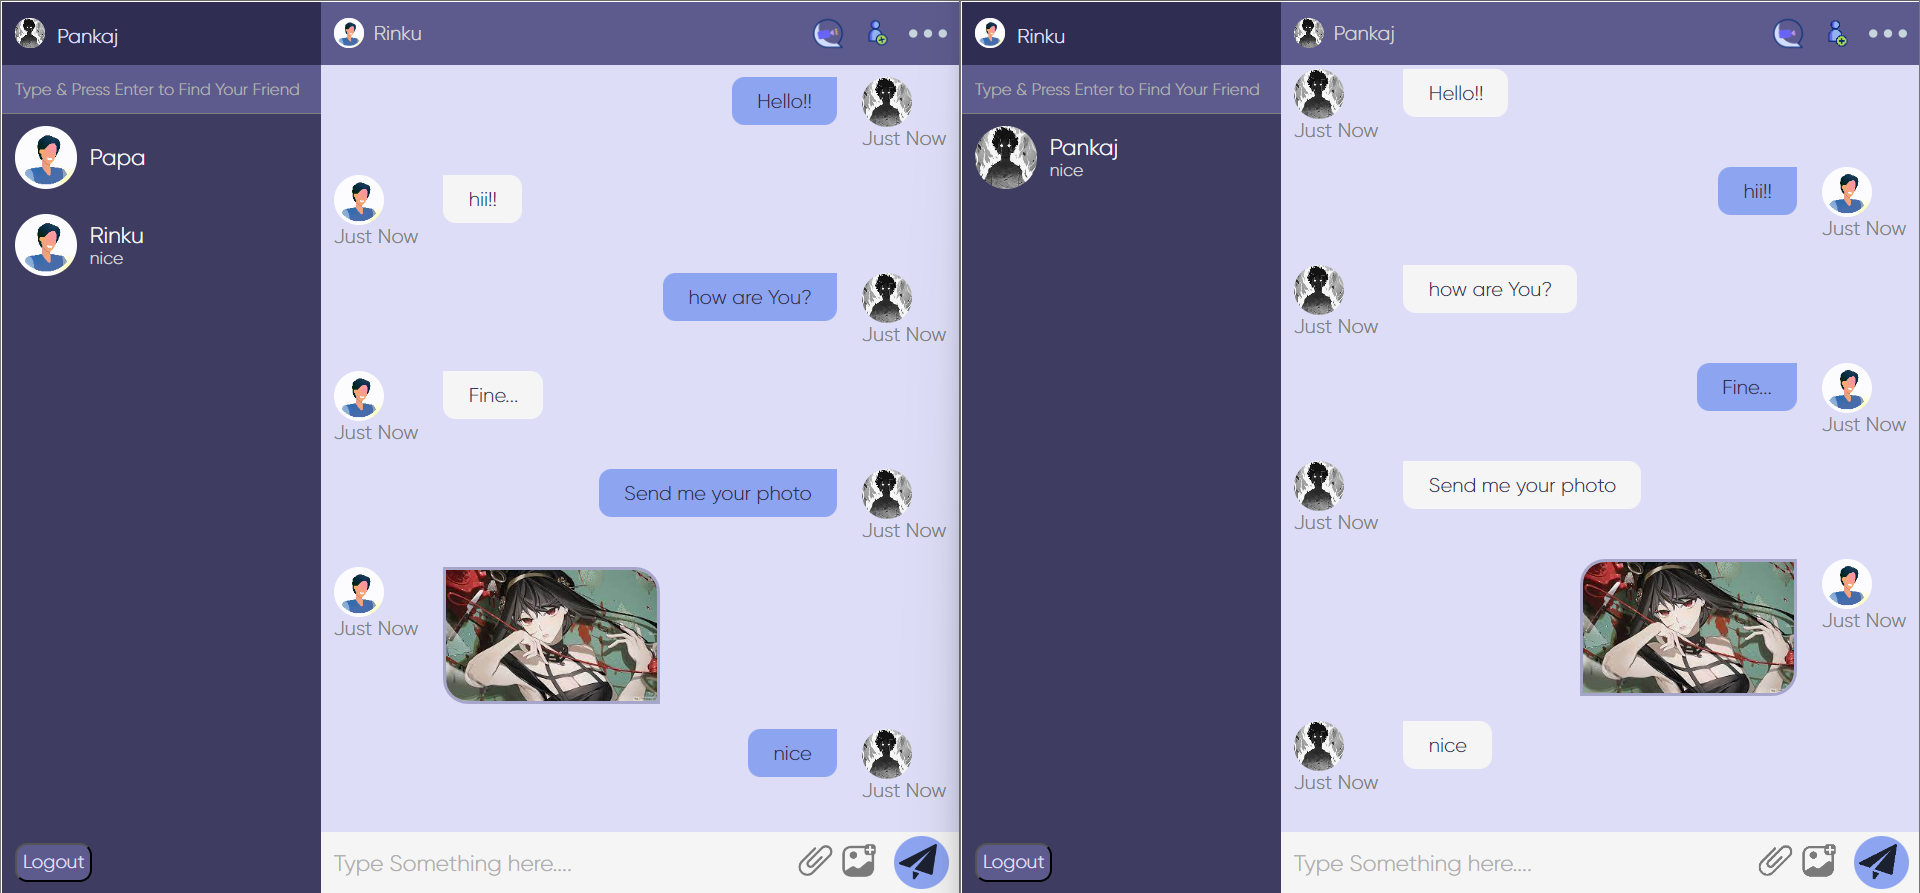 Pankaj
Type & Press Enter to Find Your Friend
Papa
Rinku
nice
Logout
Rinku
Hello!!
Just Now
hii!!
Just Now
how are You?
Just Now
Fine...
Just Now
Send me your photo
Just Now
Just Now
nice
Just Now
Type Something here....
Rinku
Type & Press Enter to Find Your Friend
Pankaj
nice
Logout
Pankaj
Hello!!
Just Now
hii!!
Just Now
how are You?
Just Now
Fine...
Just Now
Send me your photo
Just Now
Just Now
nice
Just Now
Type Something here....